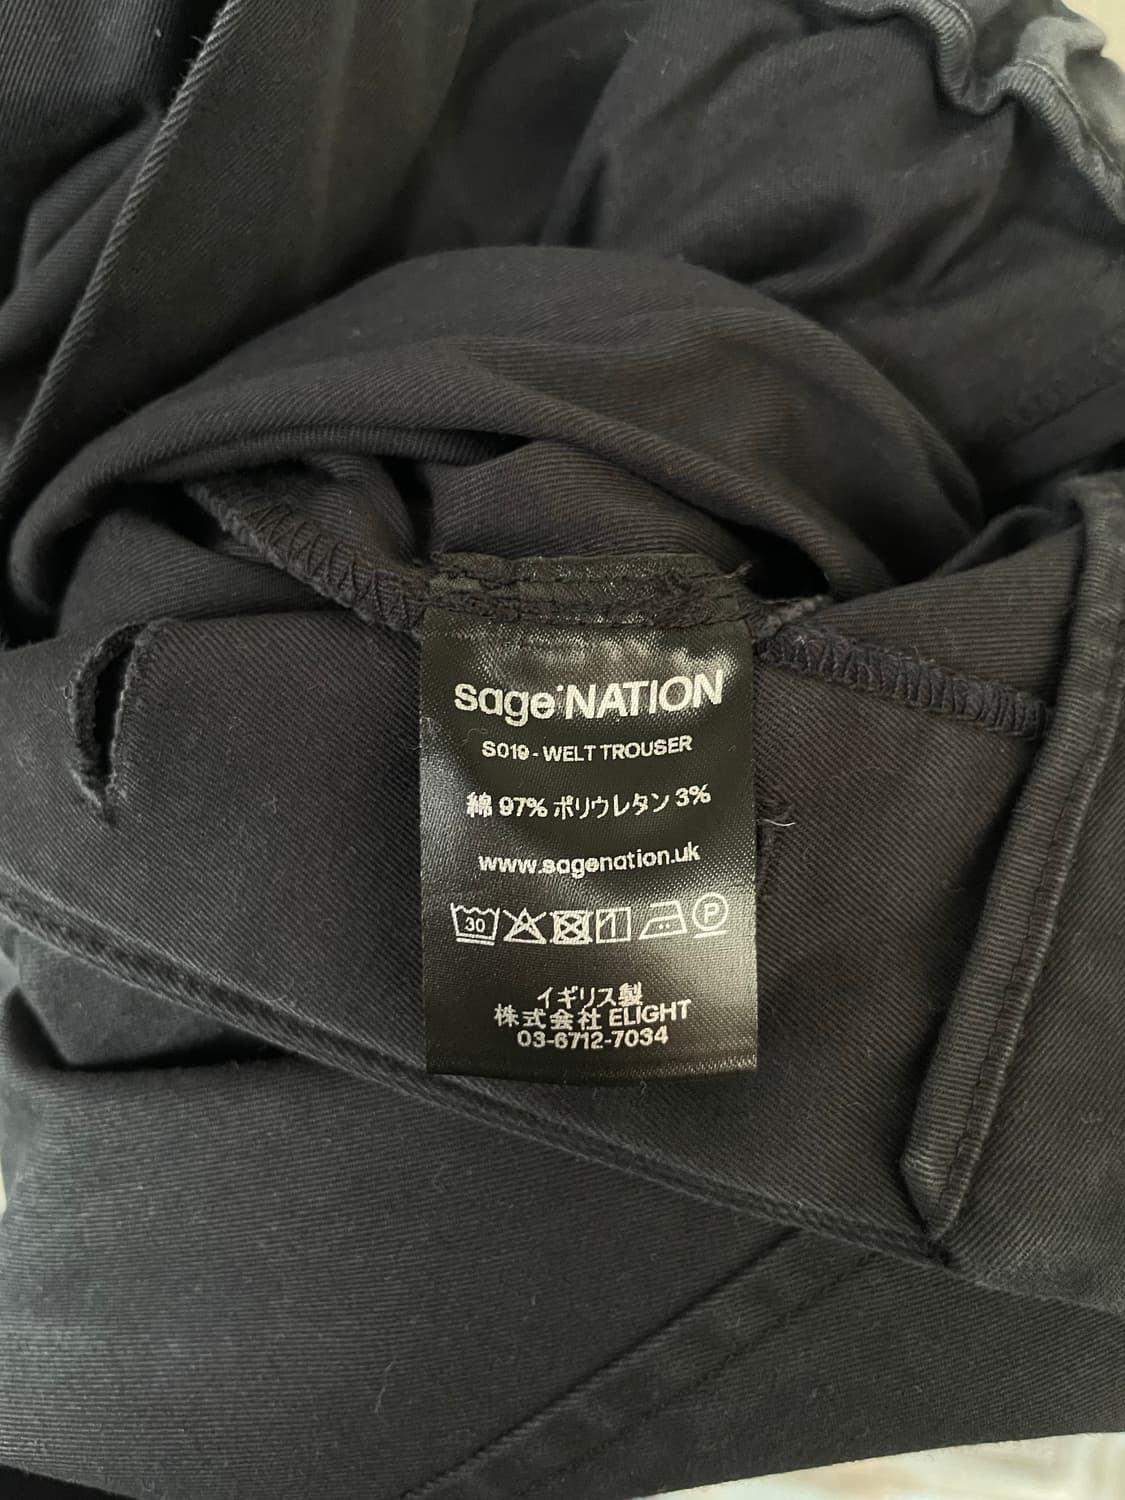 sage'NATION
S019 - WELT TROUSER
綿 97% ポリウレタン 3%
www.sagenation.uk
30
P
イギリス製
株式会社 ELIGHT
03-6712-7034